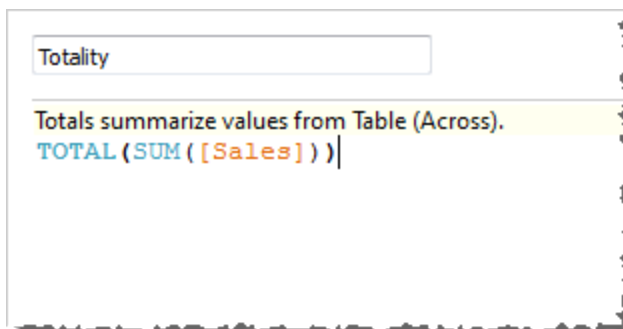 Totality
Totals summarize values from Table (Across).
TOTAL(SUM([Sales]))